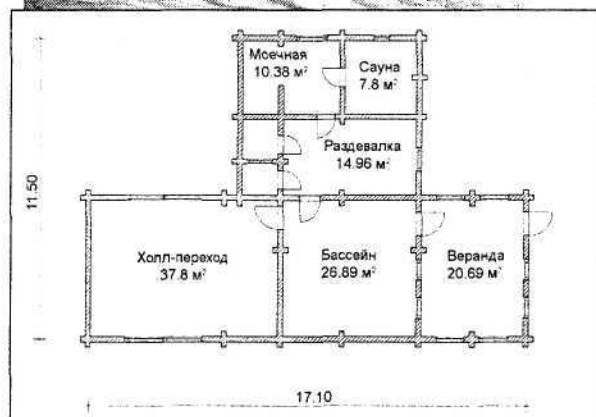 Моечная
10.38 м²
Сауна
7.8 м²
Раздевалка
14.96 м²
11.50
Холл-переход
37.8 м²
Бассейн
26.89 м²
Веранда
20.69 м²
17.10